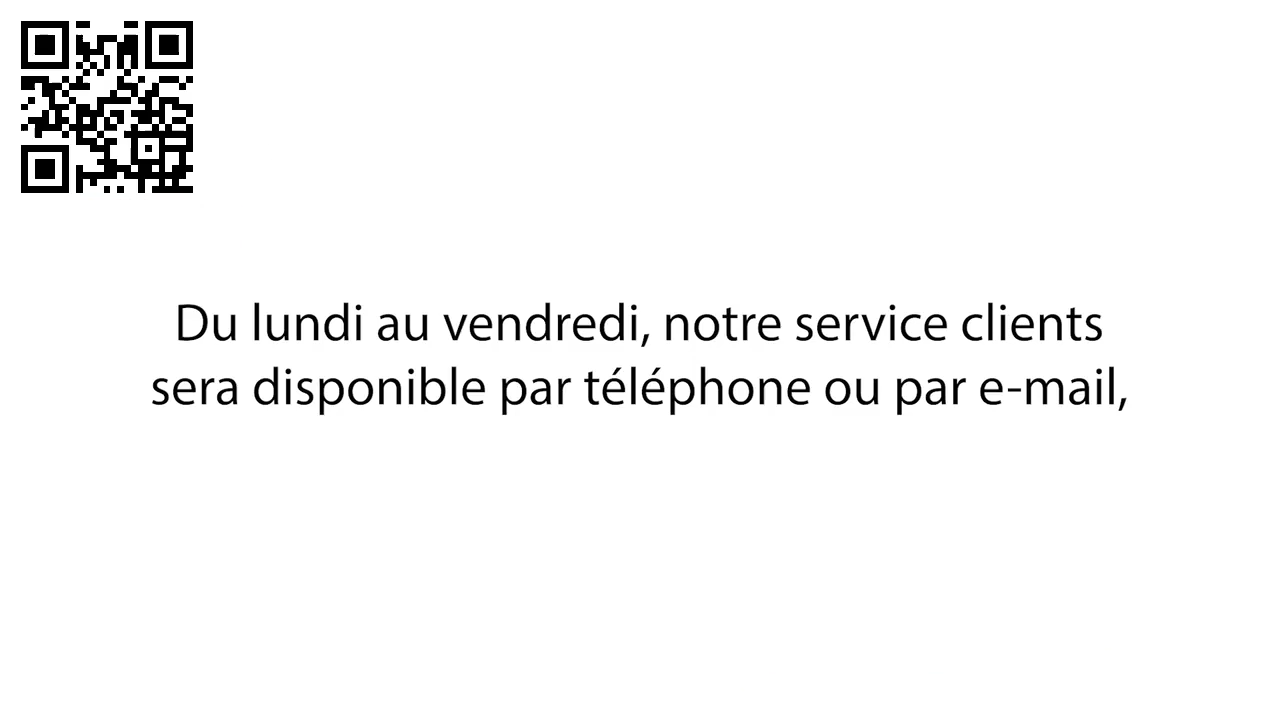 Du lundi au vendredi, notre service clients
sera disponible par téléphone ou par e-mail,